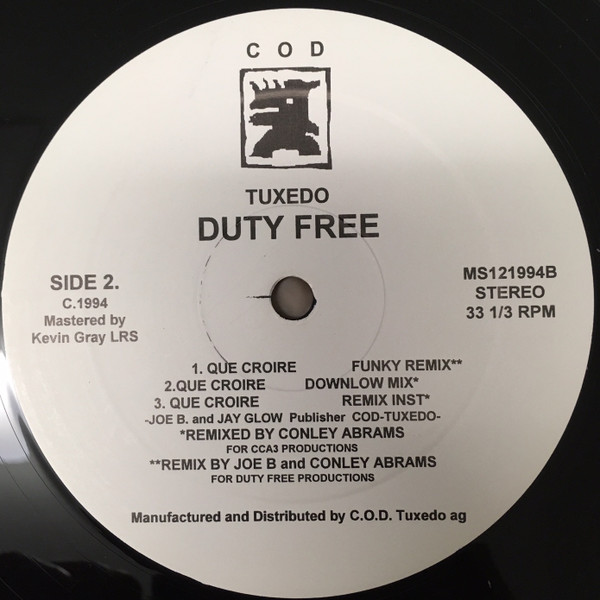 C O D
TUXEDO
DUTY FREE
SIDE 2.
C.1994
Mastered by
Kevin Gray LRS
MS121994B
STEREO
33 1/3 RPM
1. QUE CROIRE FUNKY REMIX**
2.QUE CROIRE DOWNLOW MIX*
3. QUE CROIRE REMIX INST*
-JOE B. and JAY GLOW Publisher COD-TUXEDO-
*REMIXED BY CONLEY ABRAMS
FOR CCA3 PRODUCTIONS
**REMIX BY JOE B and CONLEY ABRAMS
FOR DUTY FREE PRODUCTIONS
Manufactured and Distributed by C.O.D. Tuxedo ag